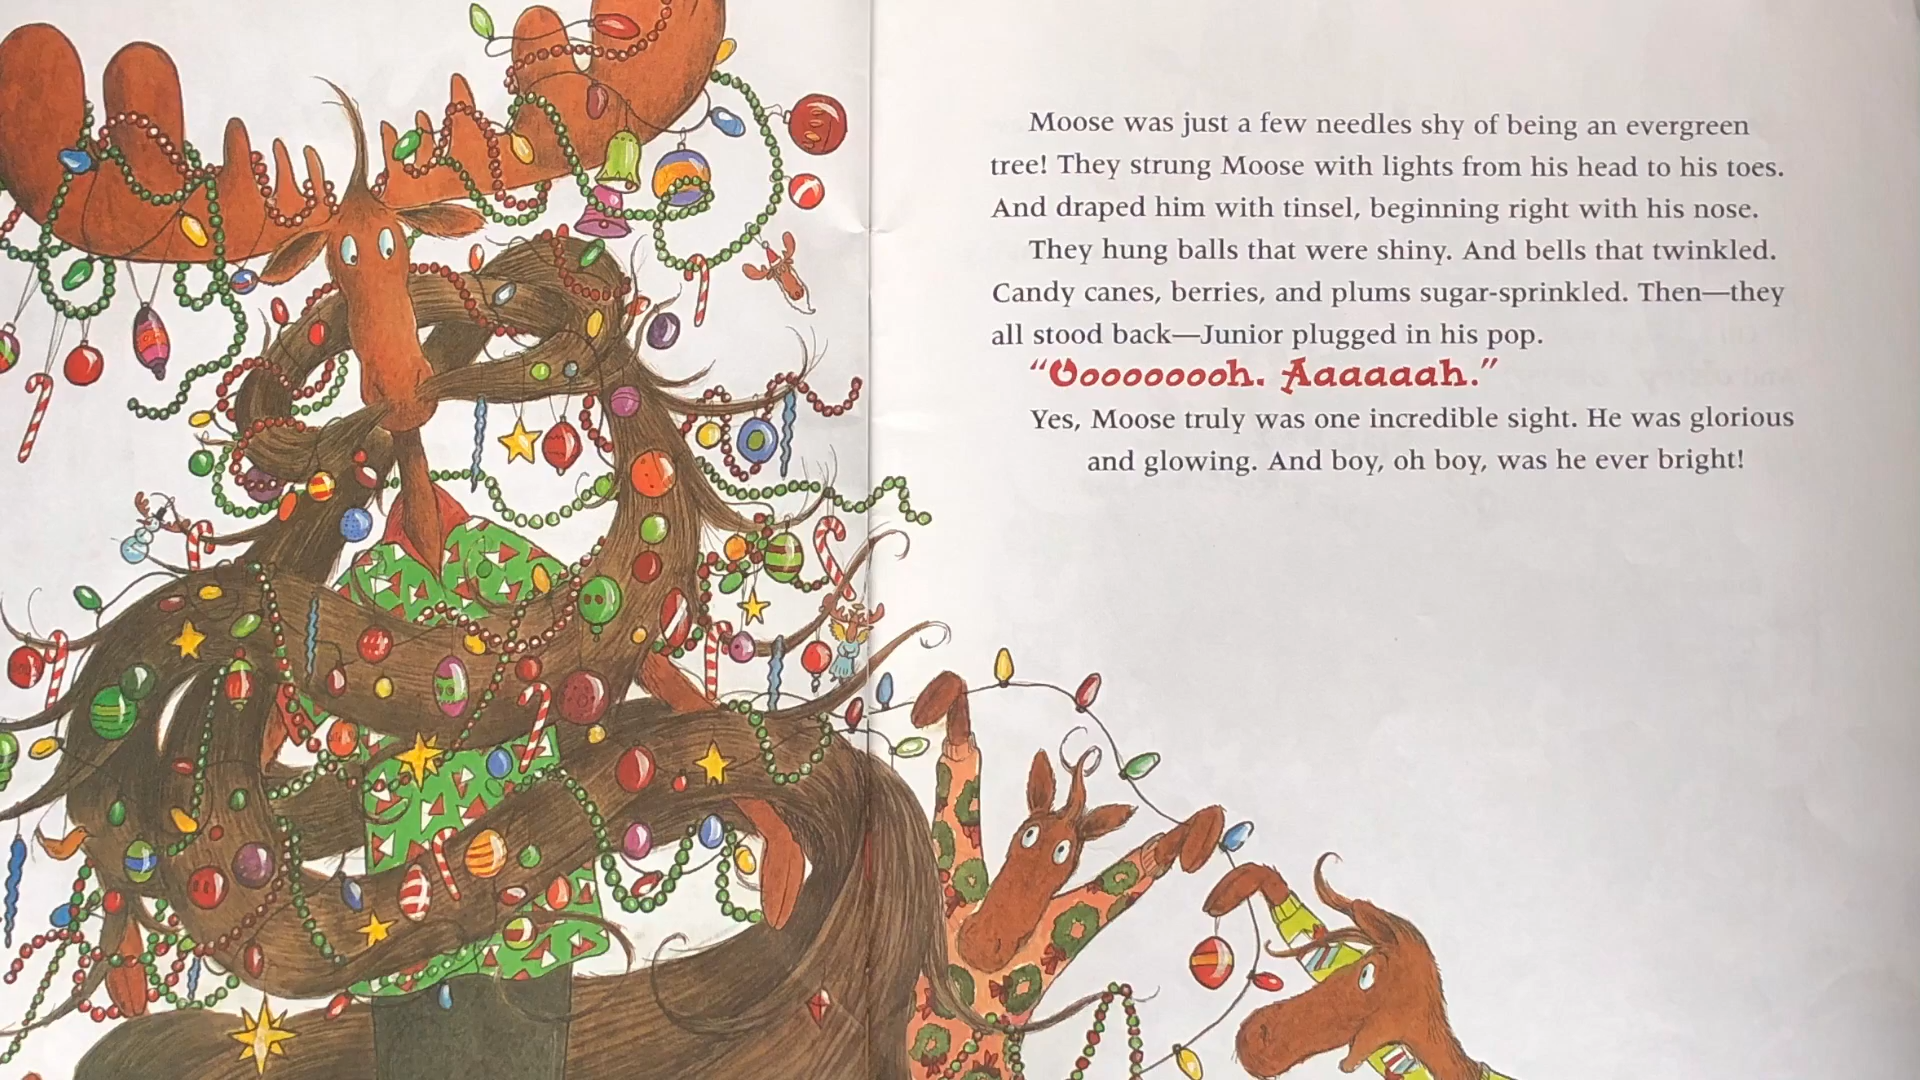 Moose was just a few needles shy of being an evergreen
tree! They strung Moose with lights from his head to his toes.
And draped him with tinsel, beginning right with his nose.
They hung balls that were shiny. And bells that twinkled.
Candy canes, berries, and plums sugar-sprinkled. Then—they
all stood back—Junior plugged in his pop.
“Ooooooooh. Aaaaaah.”
Yes, Moose truly was one incredible sight. He was glorious
and glowing. And boy, oh boy, was he ever bright!